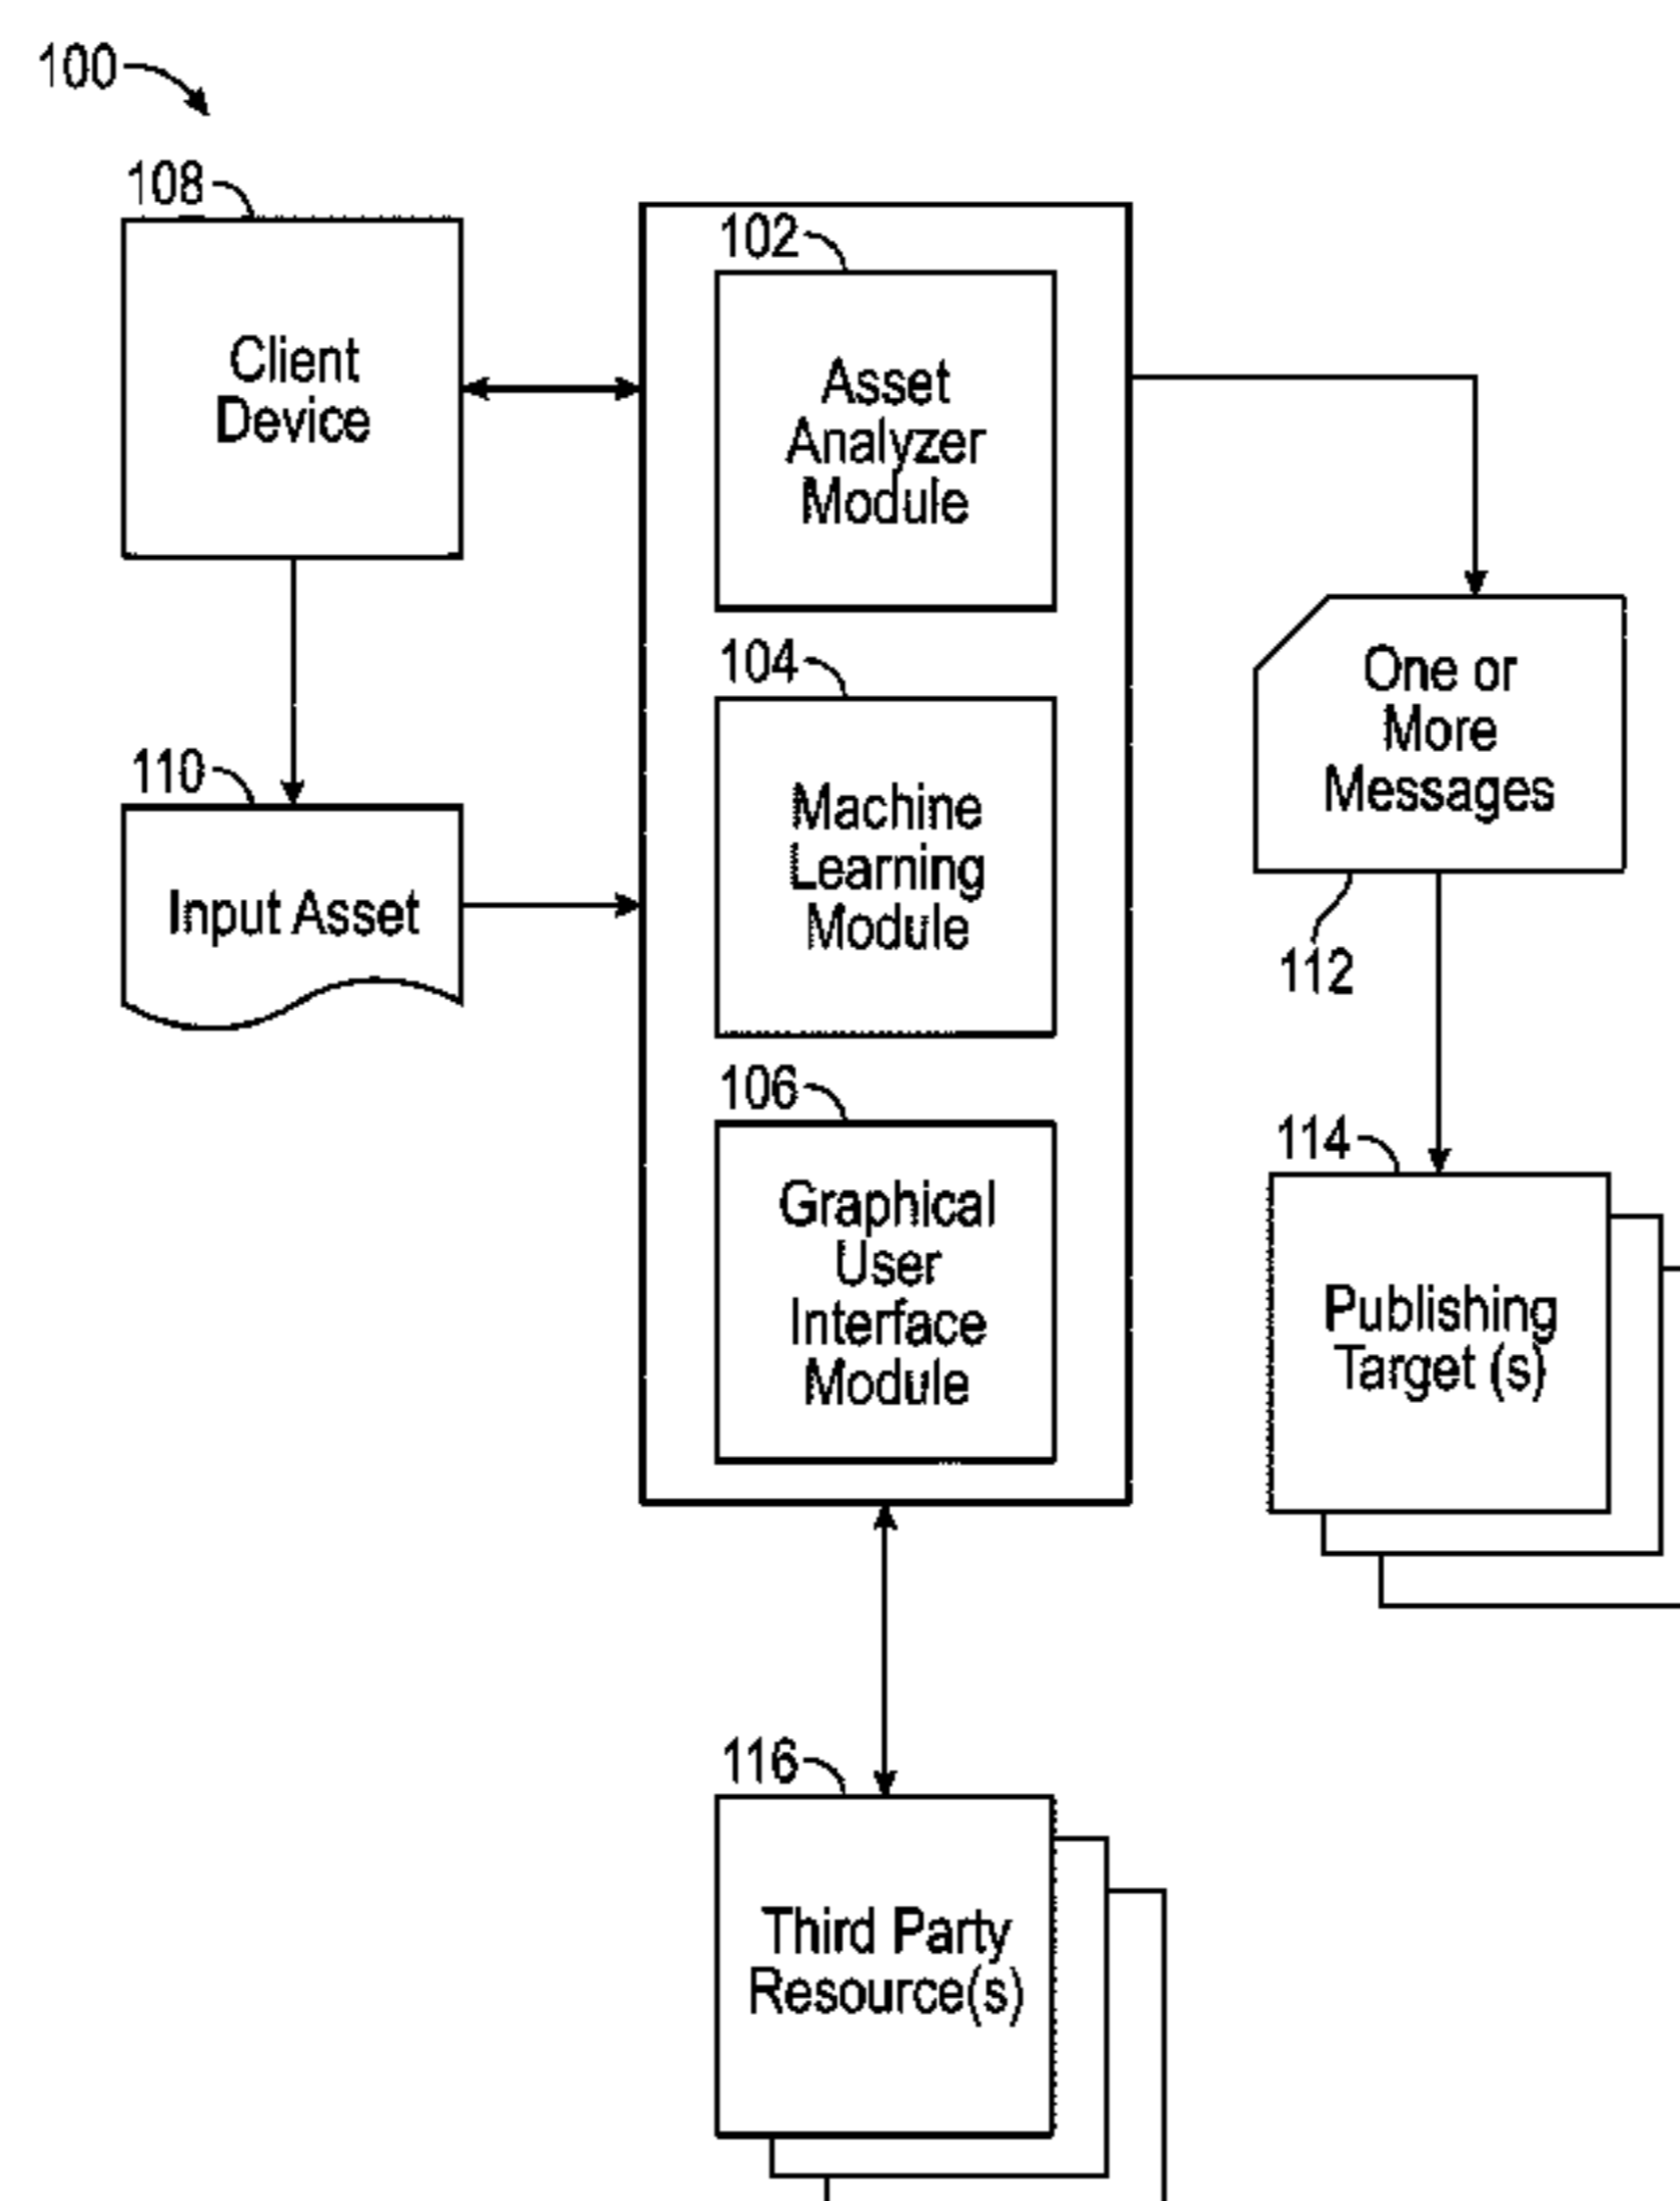 100
108
Client
Device
110
Input Asset
102
Asset
Analyzer
Module
104
Machine
Learning
Module
106
Graphical
User
Interface
Module
One or
More
Messages
112
114
Publishing
Target (s)
116
Third Party
Resource(s)